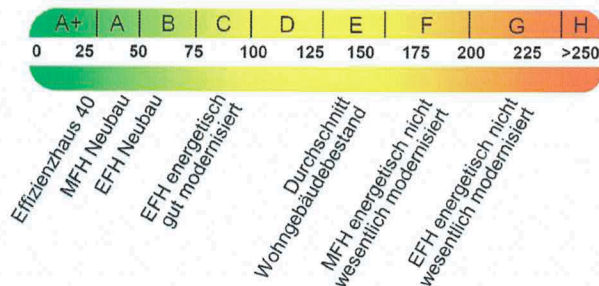 A+ A B C D E F G H
0 25 50 75 100 125 150 175 200 225 >250
Effizienzhaus 40
MFH Neubau
EFH Neubau
EFH energetisch
gut modernisiert
Durchschnitt
Wohngebäudebestand
MFH energetisch nicht
wesentlich modernisiert
EFH energetisch nicht
wesentlich modernisiert